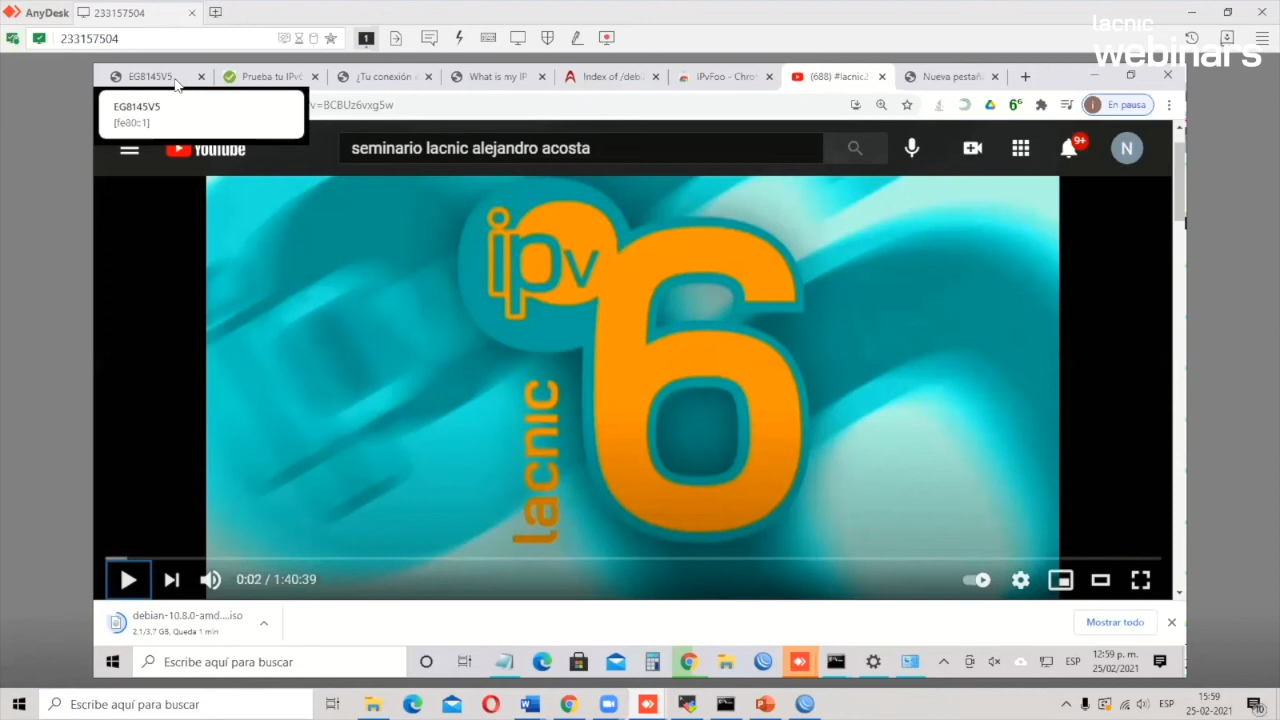 AnyDesk
233157504
233157504
1
lacnic
webinars
EG8145V5
Prueba tu IPv
¿Tu conexión
What is my IP
Index of /deb
IPvFoo - Chro
(688) #lacnic
Nueva pestañ
EG8145V5
[fe80::1]
v=BCBUz6vxg5w
6⁶
En pausa
YouTube
seminario lacnic alejandro acosta
9+
N
ipv6
lacnic
0:02 / 1:40:39
debian-10.8.0-amd....iso
2.1/3.7 GB, Queda 1 min
Mostrar todo
Escribe aquí para buscar
ESP
12:59 p. m.
25/02/2021
Escribe aquí para buscar
ESP
15:59
25-02-2021